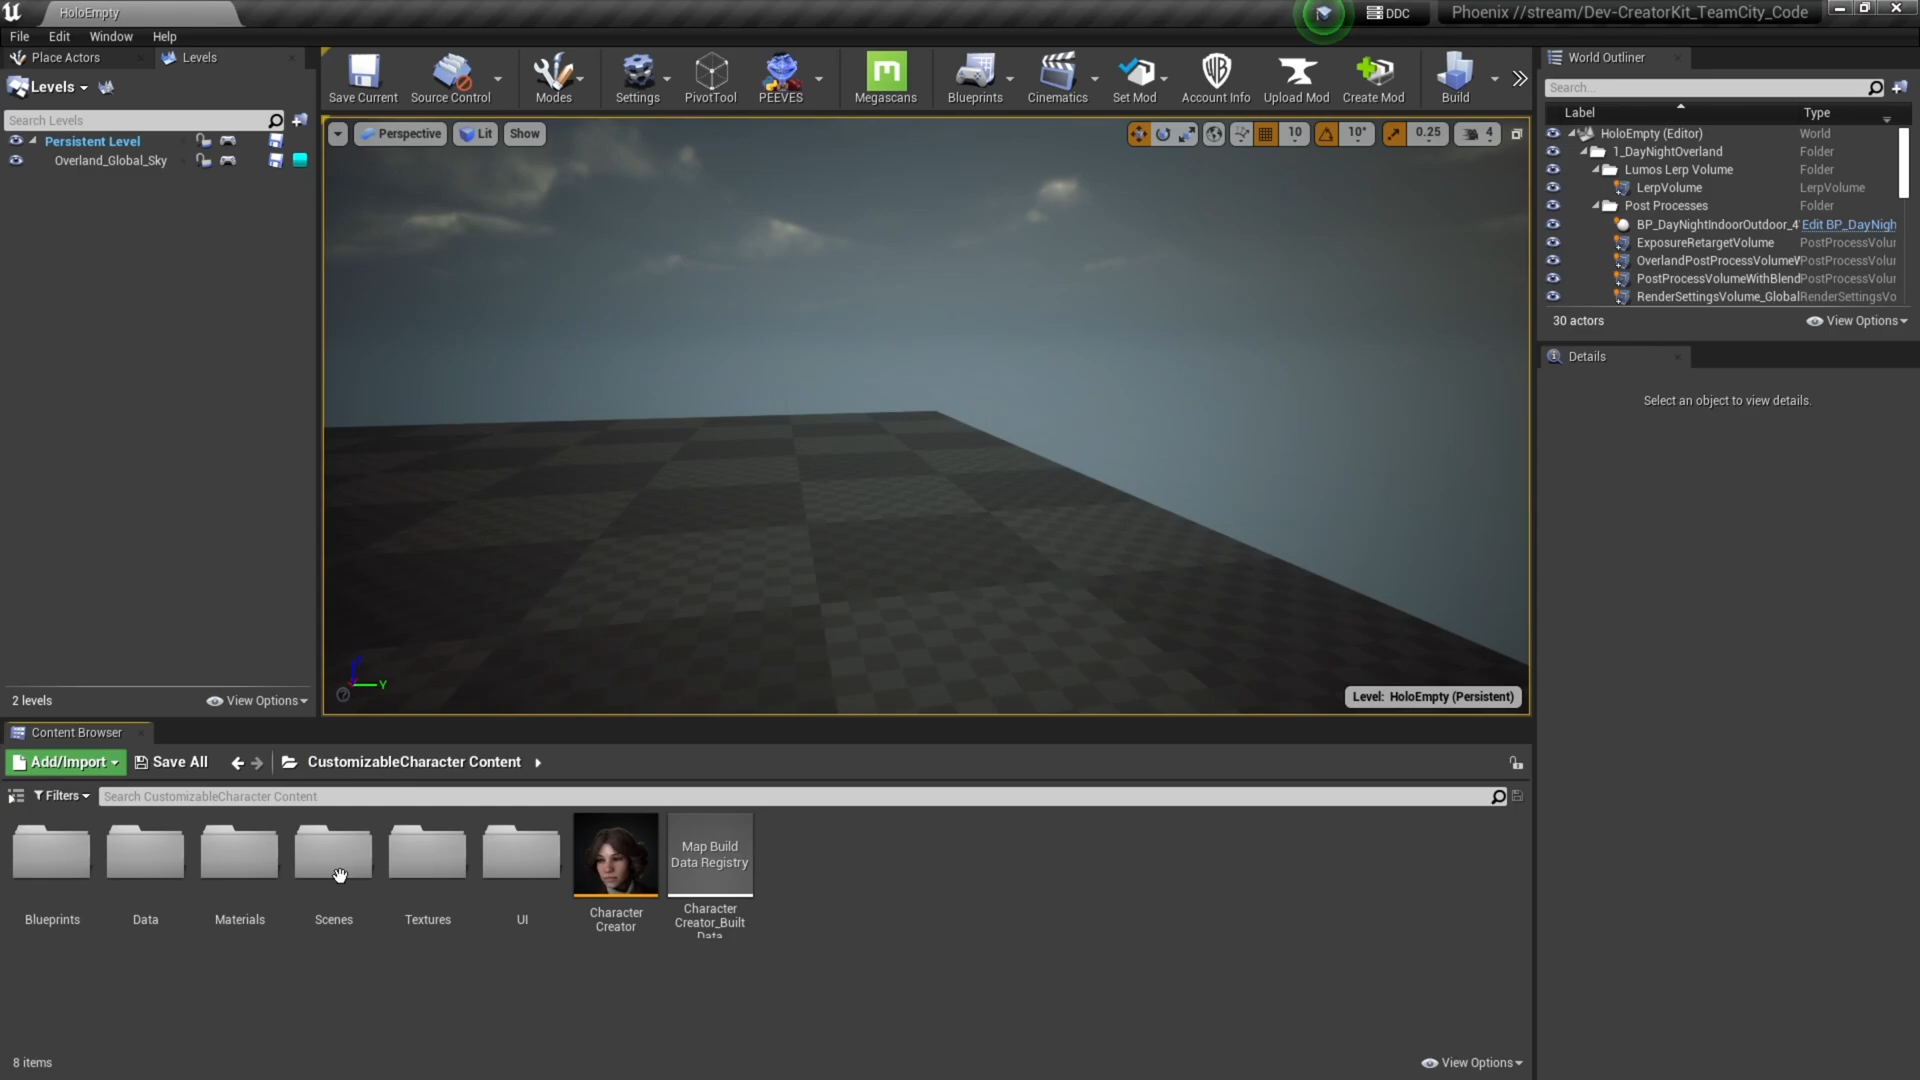 HoloEmpty
DDC
Phoenix //stream/Dev-CreatorKit_TeamCity_Code
File Edit Window Help
Place Actors
Levels
Levels
Search Levels
Persistent Level
Overland_Global_Sky
2 levels
View Options
Save Current
Source Control
Modes
Settings
PivotTool
PEEVES
Megascans
Blueprints
Cinematics
Set Mod
Account Info
Upload Mod
Create Mod
Build
Perspective
Lit
Show
10
10°
0.25
4
Y
Level: HoloEmpty (Persistent)
World Outliner
Search...
Label Type
HoloEmpty (Editor) World
1_DayNightOverland Folder
Lumos Lerp Volume Folder
LerpVolume LerpVolume
Post Processes Folder
BP_DayNightIndoorOutdoor_4 Edit BP_DayNigh
ExposureRetargetVolume PostProcessVolur
OverlandPostProcessVolume PostProcessVolur
PostProcessVolumeWithBlend PostProcessVolur
RenderSettingsVolume_Global RenderSettingsVo
30 actors
View Options
Details
Select an object to view details.
Content Browser
Add/Import
Save All
CustomizableCharacter Content
Filters
Search CustomizableCharacter Content
Map Build
Data Registry
Blueprints
Data
Materials
Scenes
Textures
UI
Character
Creator
Character
Creator_Built
Data
8 items
View Options